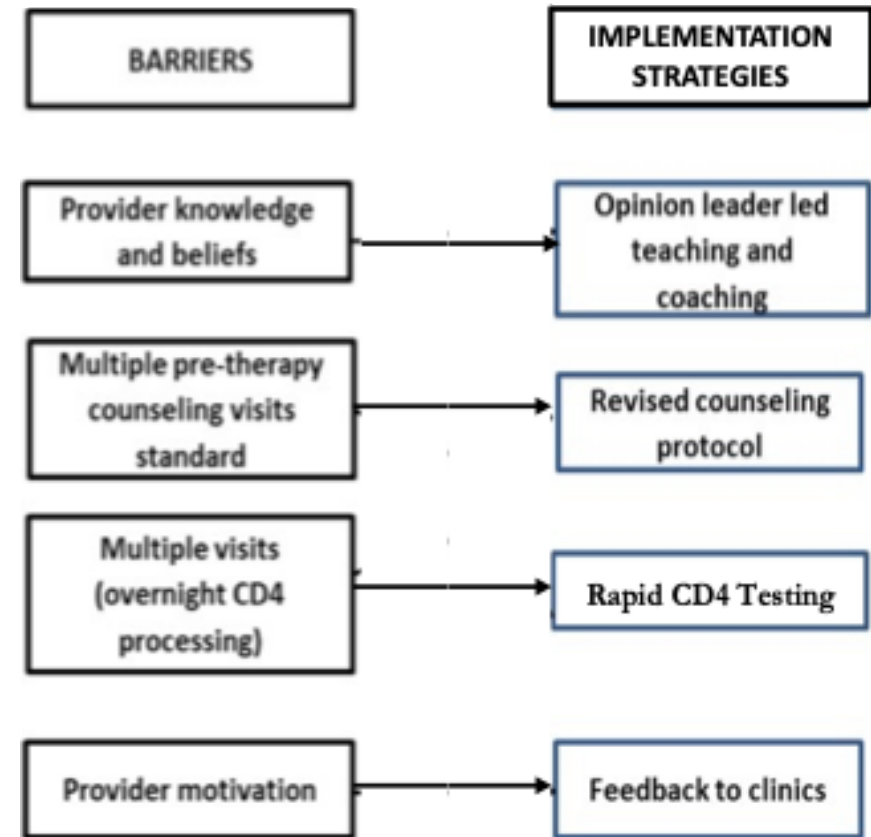 BARRIERS
IMPLEMENTATION
STRATEGIES
Provider knowledge
and beliefs
Opinion leader led
teaching and
coaching
Multiple pre-therapy
counseling visits
standard
Revised counseling
protocol
Multiple visits
(overnight CD4
processing)
Rapid CD4 Testing
Provider motivation
Feedback to clinics